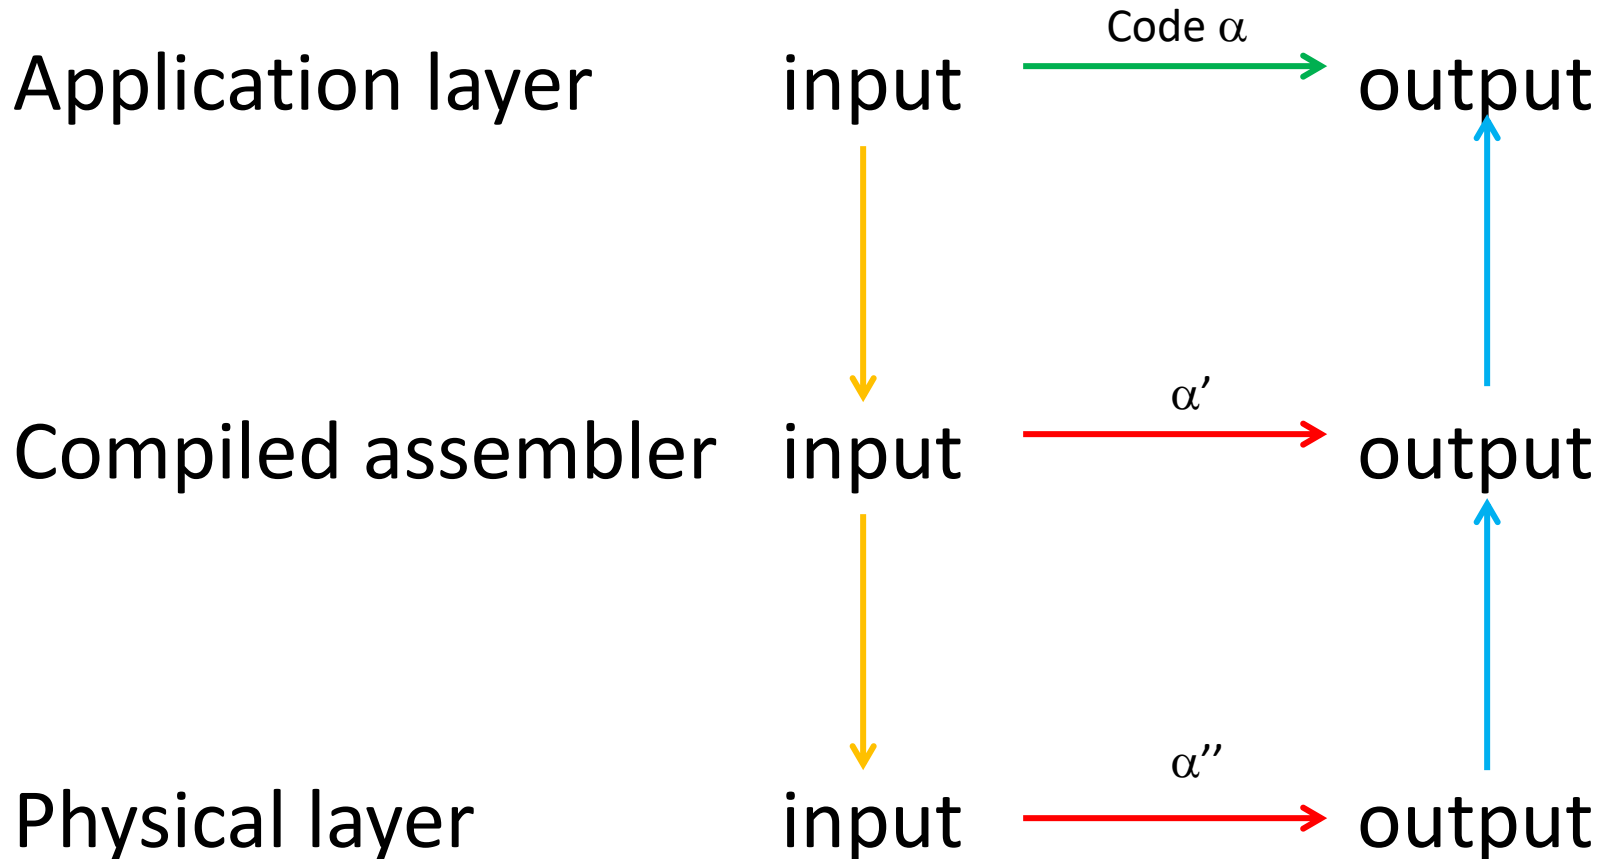 Code α
Application layer input output
α’
Compiled assembler input output
α’’
Physical layer input output